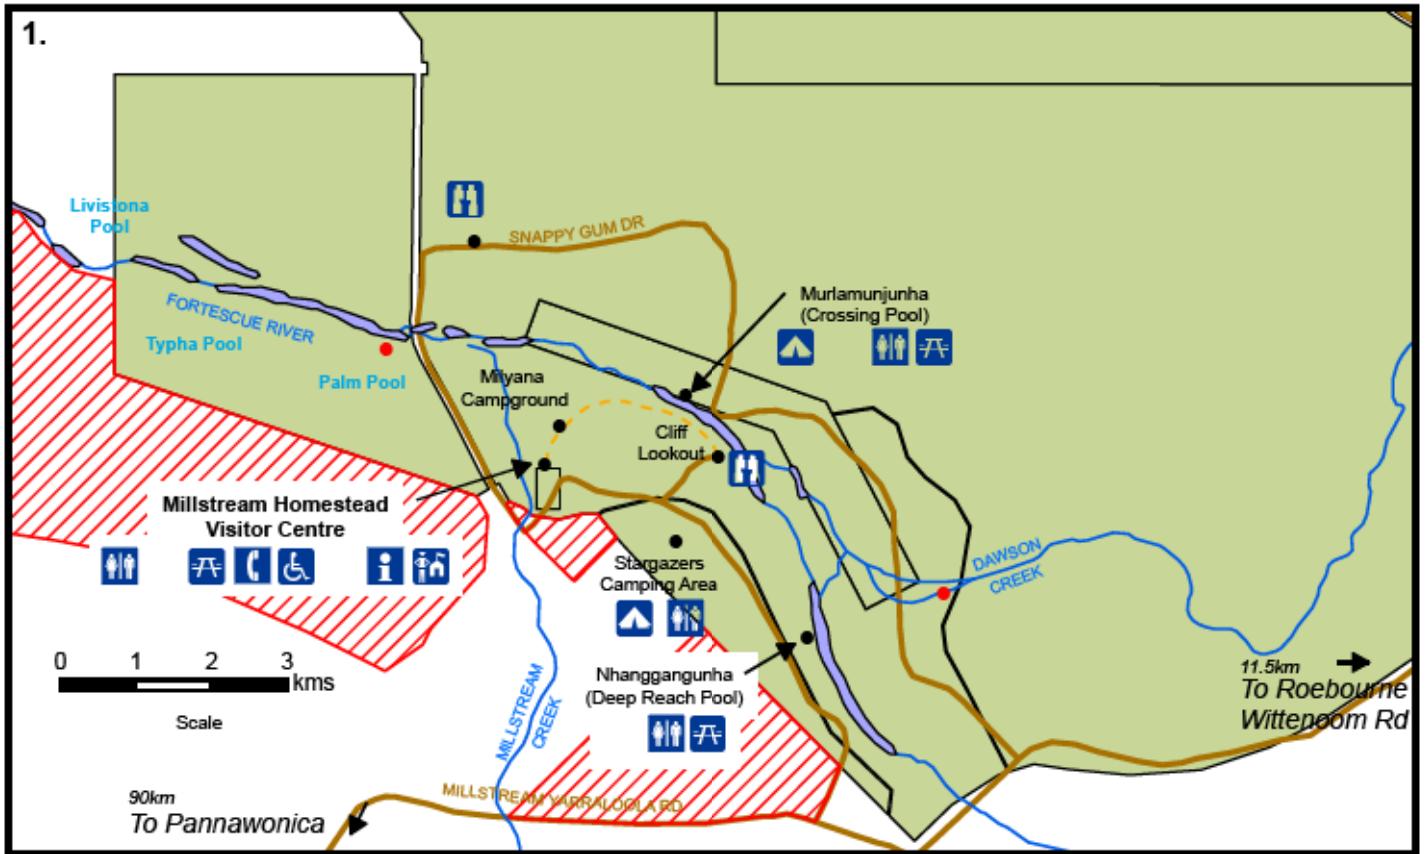 1.
Livistona
Pool
SNAPPY GUM DR
FORTESCUE RIVER
Typha Pool
Palm Pool
Murlamunjunha
(Crossing Pool)
Milyana
Campground
Cliff
Lookout
Millstream Homestead
Visitor Centre
Stargazers
Camping Area
DAWSON
CREEK
Nhanggangunha
(Deep Reach Pool)
0 1 2 3
kms
Scale
MILLSTREAM
CREEK
11.5km
To Roebourne
Wittenoom Rd
MILLSTREAM YARRALOOLA RD
90km
To Pannawonica